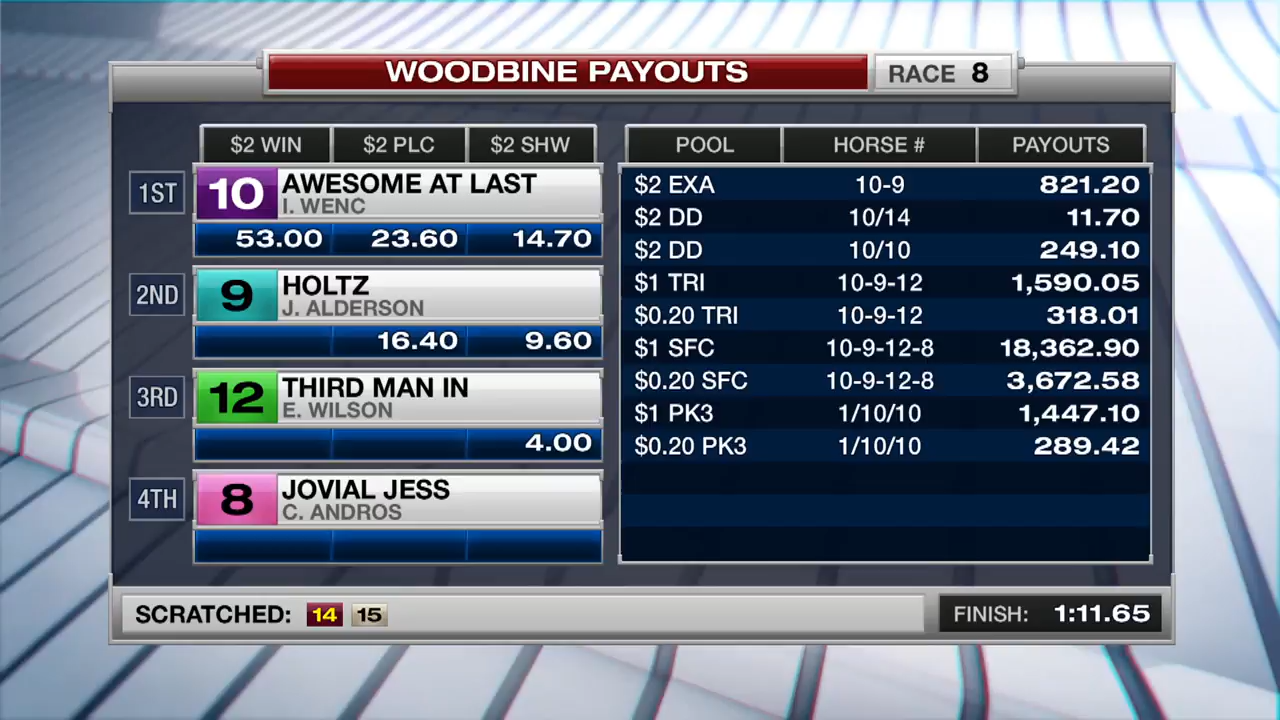 WOODBINE PAYOUTS RACE 8
$2 WIN $2 PLC $2 SHW
1ST 10 AWESOME AT LAST
I. WENC
53.00 23.60 14.70
2ND 9 HOLTZ
J. ALDERSON
16.40 9.60
3RD 12 THIRD MAN IN
E. WILSON
4.00
4TH 8 JOVIAL JESS
C. ANDROS
POOL HORSE # PAYOUTS
$2 EXA 10-9 821.20
$2 DD 10/14 11.70
$2 DD 10/10 249.10
$1 TRI 10-9-12 1,590.05
$0.20 TRI 10-9-12 318.01
$1 SFC 10-9-12-8 18,362.90
$0.20 SFC 10-9-12-8 3,672.58
$1 PK3 1/10/10 1,447.10
$0.20 PK3 1/10/10 289.42
SCRATCHED: 14 15
FINISH: 1:11.65